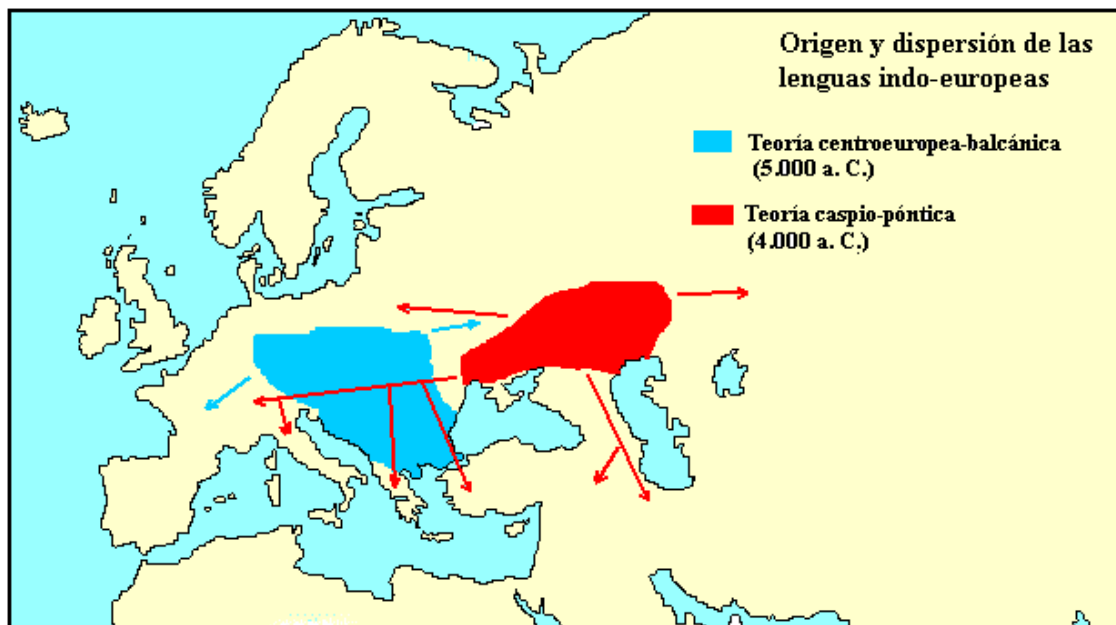 Origen y dispersión de las
lenguas indo-europeas
Teoría centroeuropea-balcánica
(5.000 a. C.)
Teoría caspio-póntica
(4.000 a. C.)